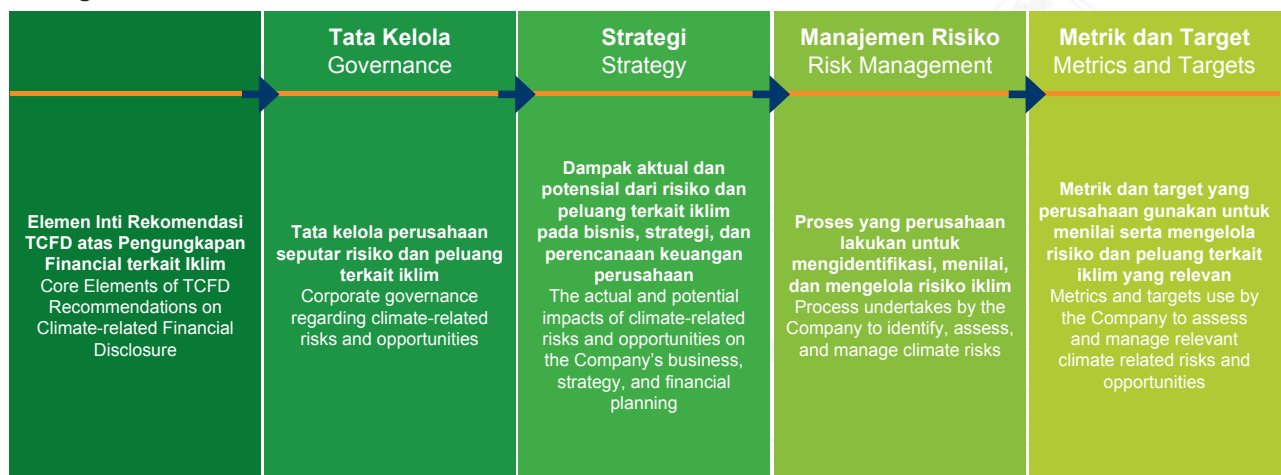 Tata Kelola
Governance
Strategi
Strategy
Manajemen Risiko
Risk Management
Metrik dan Target
Metrics and Targets
Elemen Inti Rekomendasi
TCFD atas Pengungkapan
Financial terkait Iklim
Core Elements of TCFD
Recommendations on
Climate-related Financial
Disclosure
Tata kelola perusahaan
seputar risiko dan peluang
terkait iklim
Corporate governance
regarding climate-related
risks and opportunities
Dampak aktual dan
potensial dari risiko dan
peluang terkait iklim
pada bisnis, strategi, dan
perencanaan keuangan
perusahaan
The actual and potential
impacts of climate-related
risks and opportunities on
the Company's business,
strategy, and financial
planning
Proses yang perusahaan
lakukan untuk
mengidentifikasi, menilai,
dan mengelola risiko iklim
Process undertakes by the
Company to identify, assess,
and manage climate risks
Metrik dan target yang
perusahaan gunakan untuk
menilai serta mengelola
risiko dan peluang terkait
iklim yang relevan
Metrics and targets use by
the Company to assess
and manage relevant
climate related risks and
opportunities